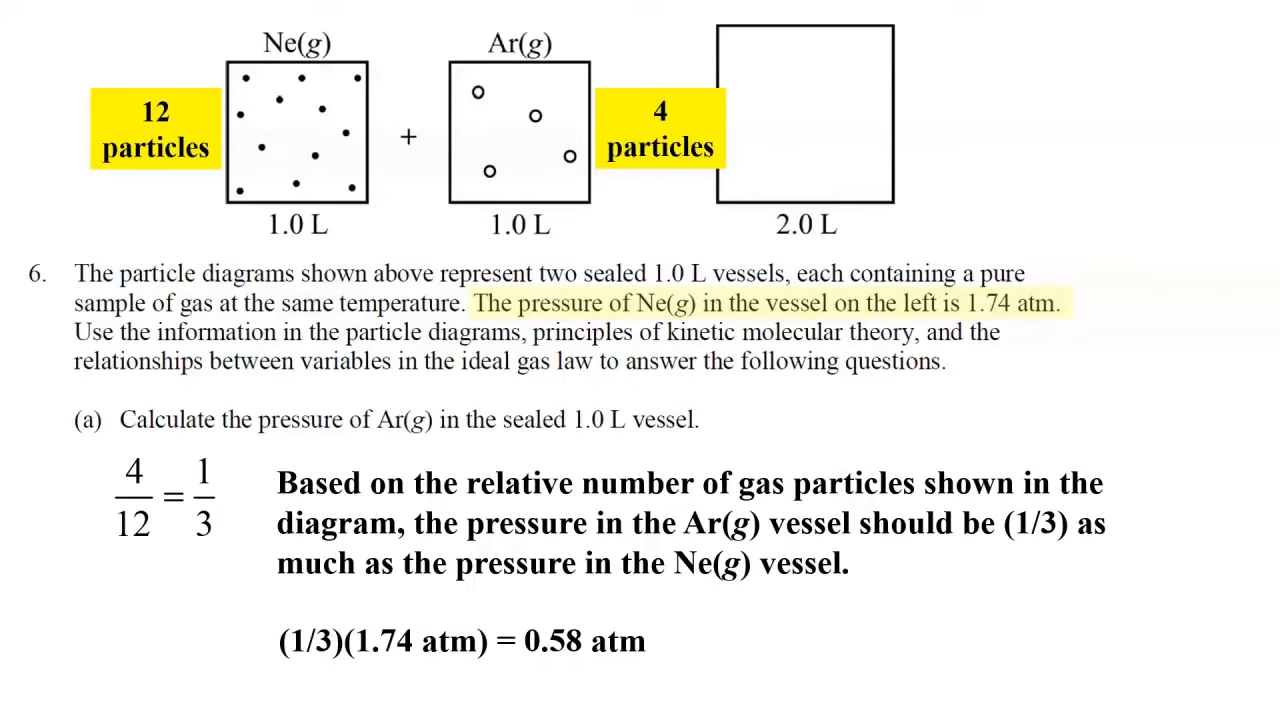 Ne(g)
Ar(g)
12
particles
+
4
particles
1.0 L
1.0 L
2.0 L
6. The particle diagrams shown above represent two sealed 1.0 L vessels, each containing a pure
sample of gas at the same temperature. The pressure of Ne(g) in the vessel on the left is 1.74 atm.
Use the information in the particle diagrams, principles of kinetic molecular theory, and the
relationships between variables in the ideal gas law to answer the following questions.
(a) Calculate the pressure of Ar(g) in the sealed 1.0 L vessel.
4/12 = 1/3
Based on the relative number of gas particles shown in the
diagram, the pressure in the Ar(g) vessel should be (1/3) as
much as the pressure in the Ne(g) vessel.
(1/3)(1.74 atm) = 0.58 atm